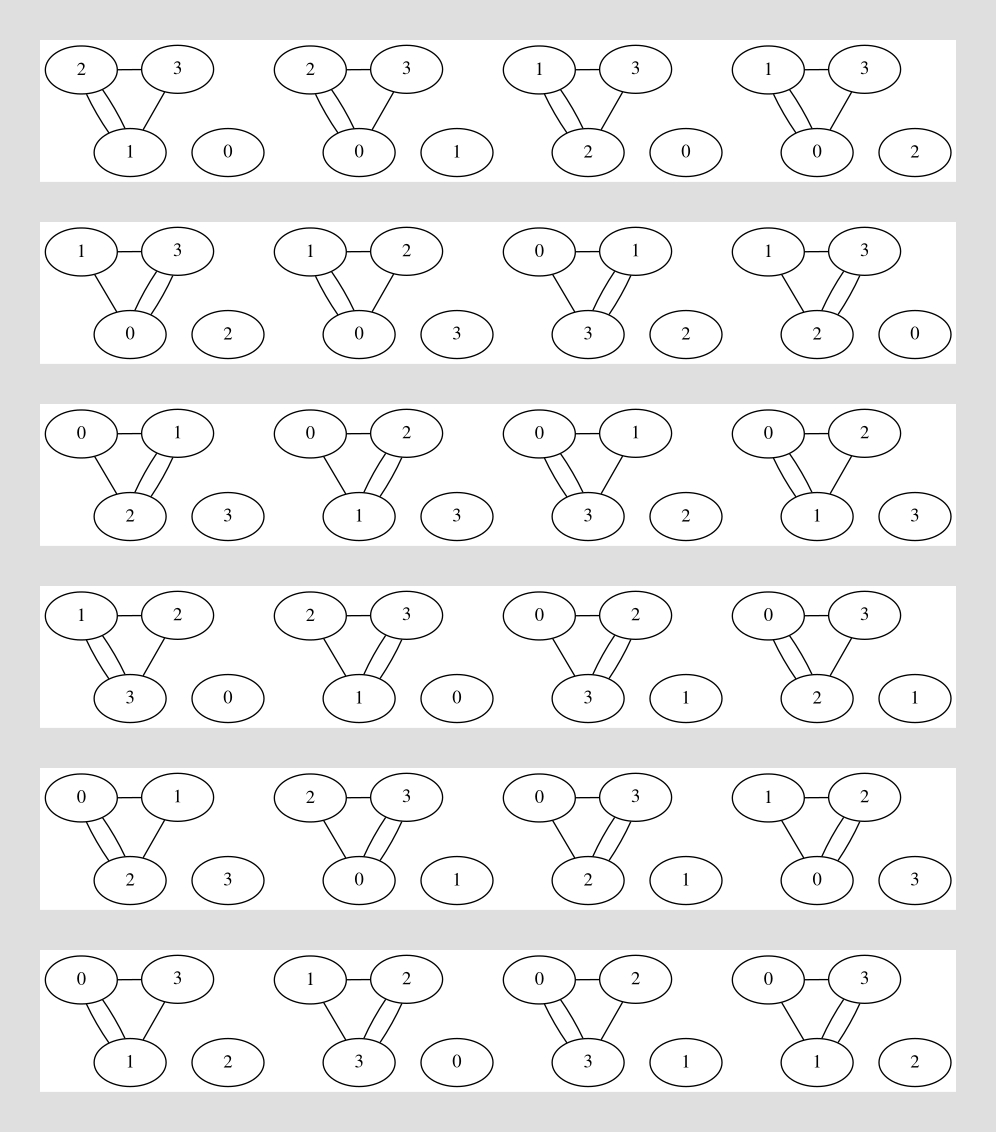 2 3 2 3 1 3 1 3
1 0 0 1 2 0 0 2
1 3 1 2 0 1 1 3
0 2 0 3 3 2 2 0
0 1 0 2 0 1 0 2
2 3 1 3 3 2 1 3
1 2 2 3 0 2 0 3
3 0 1 0 3 1 2 1
0 1 2 3 0 3 1 2
2 3 0 1 2 1 0 3
0 3 1 2 0 2 0 3
1 2 3 0 3 1 1 2